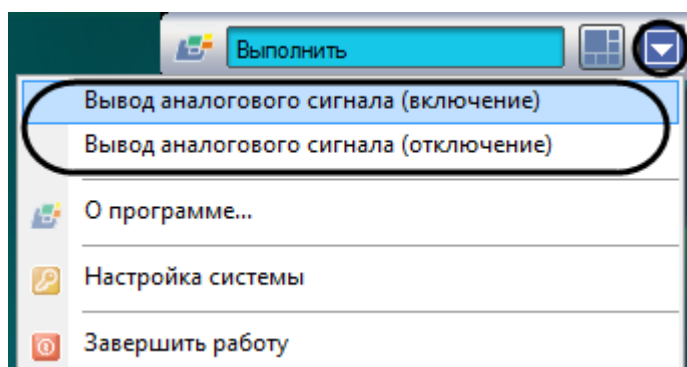 Выполнить
Вывод аналогового сигнала (включение)
Вывод аналогового сигнала (отключение)
О программе...
Настройка системы
Завершить работу